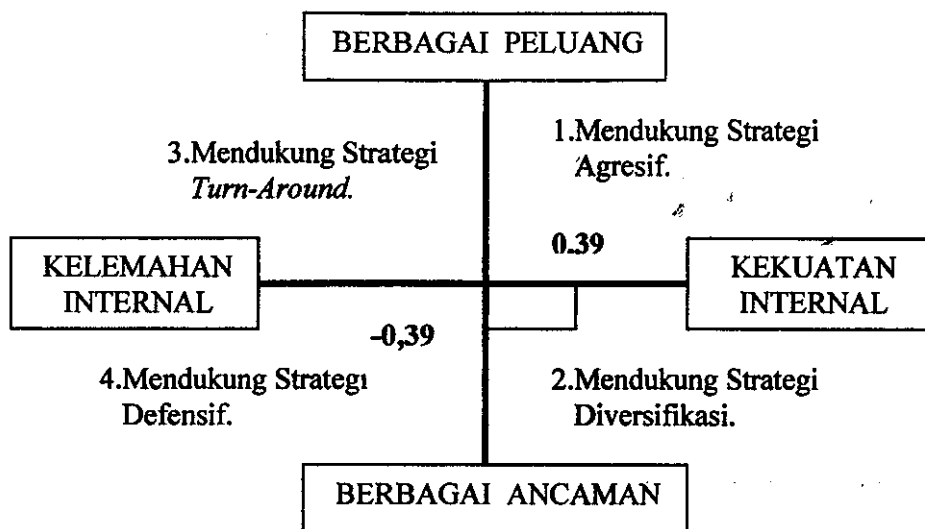 BERBAGAI PELUANG
1.Mendukung Strategi
Agresif.
3.Mendukung Strategi
Turn-Around.
0.39
KELEMAHAN
INTERNAL
KEKUATAN
INTERNAL
-0,39
4.Mendukung Strategi
Defensif.
2.Mendukung Strategi
Diversifikasi.
BERBAGAI ANCAMAN